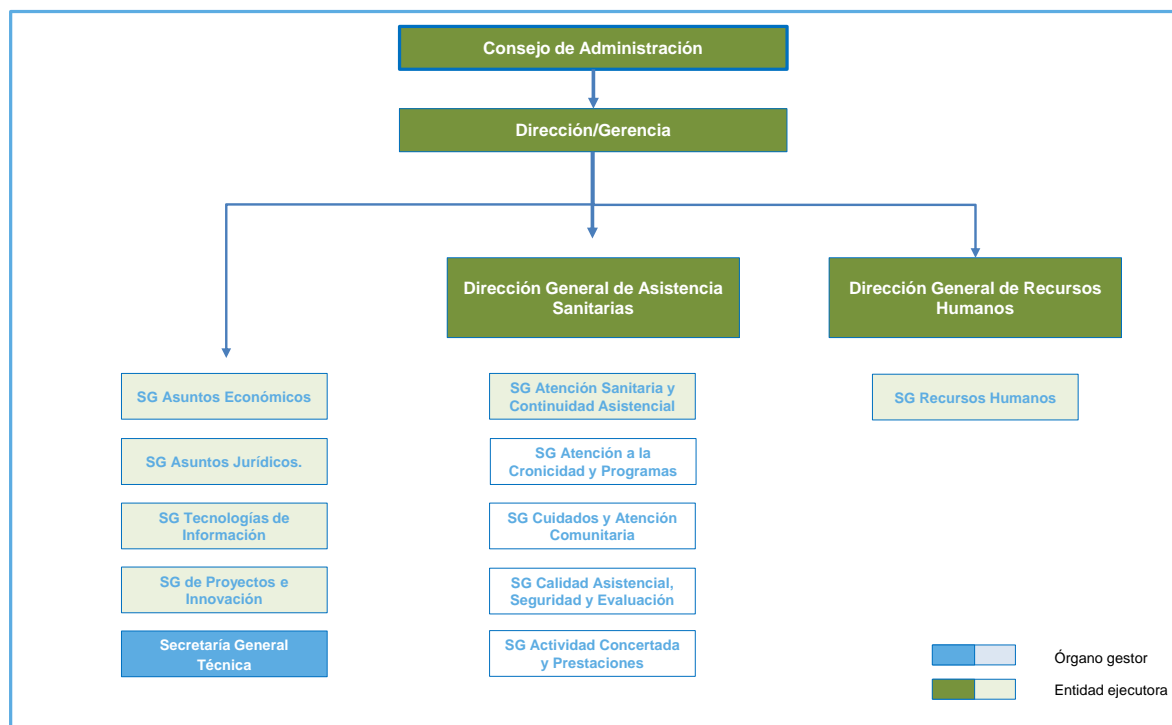 Consejo de Administración
Dirección/Gerencia
Dirección General de Asistencia
Sanitarias
Dirección General de Recursos
Humanos
SG Asuntos Económicos
SG Asuntos Jurídicos.
SG Tecnologías de
Información
SG de Proyectos e
Innovación
Secretaría General
Técnica
SG Atención Sanitaria y
Continuidad Asistencial
SG Atención a la
Cronicidad y Programas
SG Cuidados y Atención
Comunitaria
SG Calidad Asistencial,
Seguridad y Evaluación
SG Actividad Concertada
y Prestaciones
SG Recursos Humanos
Órgano gestor
Entidad ejecutora